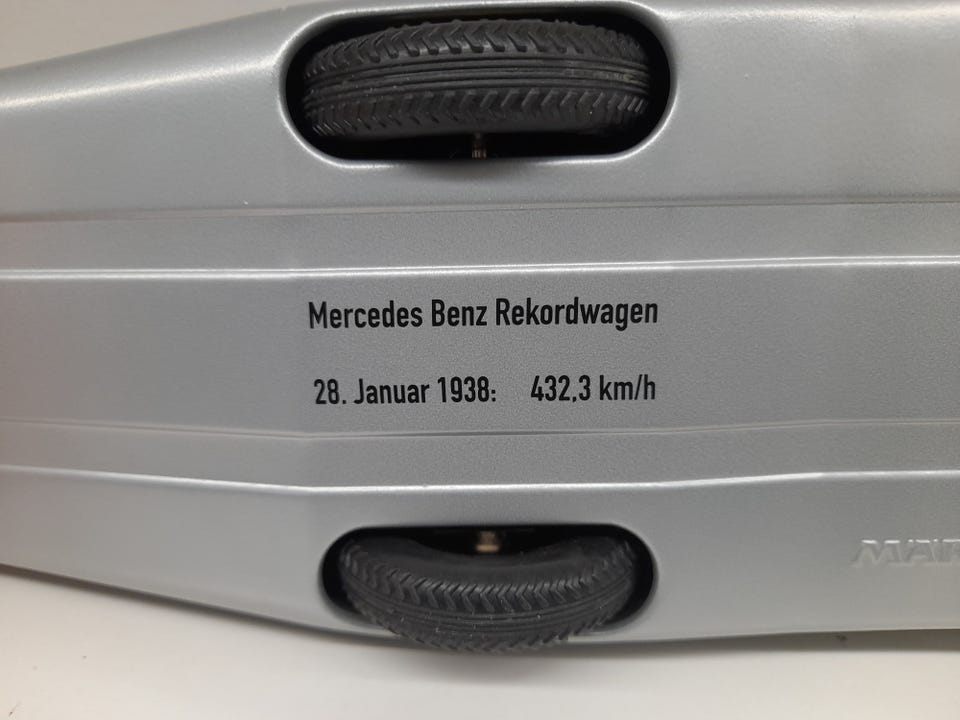 Mercedes Benz Rekordwagen
28. Januar 1938: 432,3 km/h